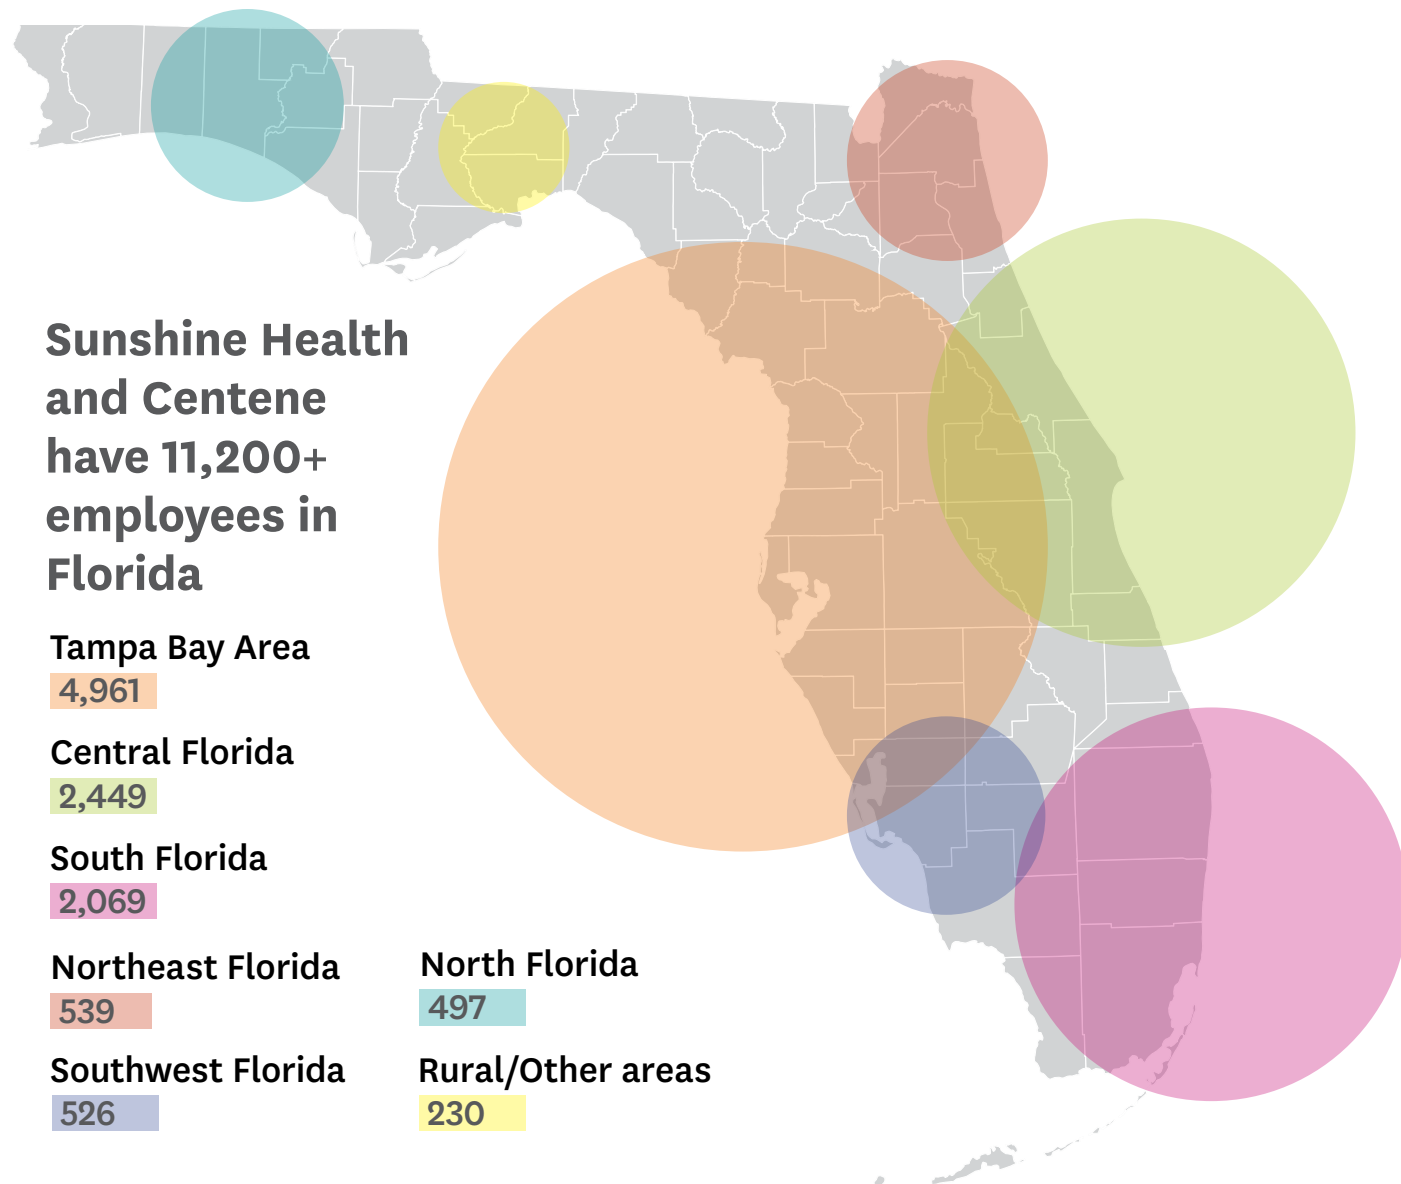 Sunshine Health
and Centene
have 11,200+
employees in
Florida
Tampa Bay Area
4,961
Central Florida
2,449
South Florida
2,069
Northeast Florida
539
Southwest Florida
526
North Florida
497
Rural/Other areas
230